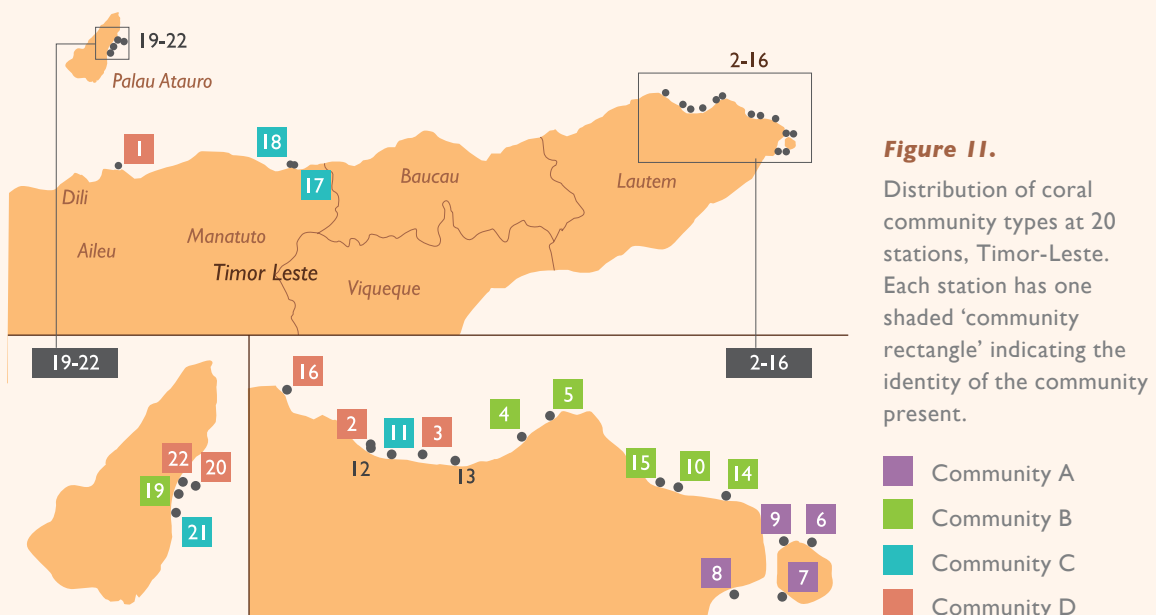 19-22
Palau Atauro
2-16
1
18
17
Dili
Aileu
Manatuto
Timor Leste
Baucau
Viqueque
Lautem
19-22
2-16
22
20
19
21
16
2
12
11
3
13
4
5
15
10
14
9
6
8
7
Figure 11.
Distribution of coral
community types at 20
stations, Timor-Leste.
Each station has one
shaded ‘community
rectangle’ indicating the
identity of the community
present.
Community A
Community B
Community C
Community D